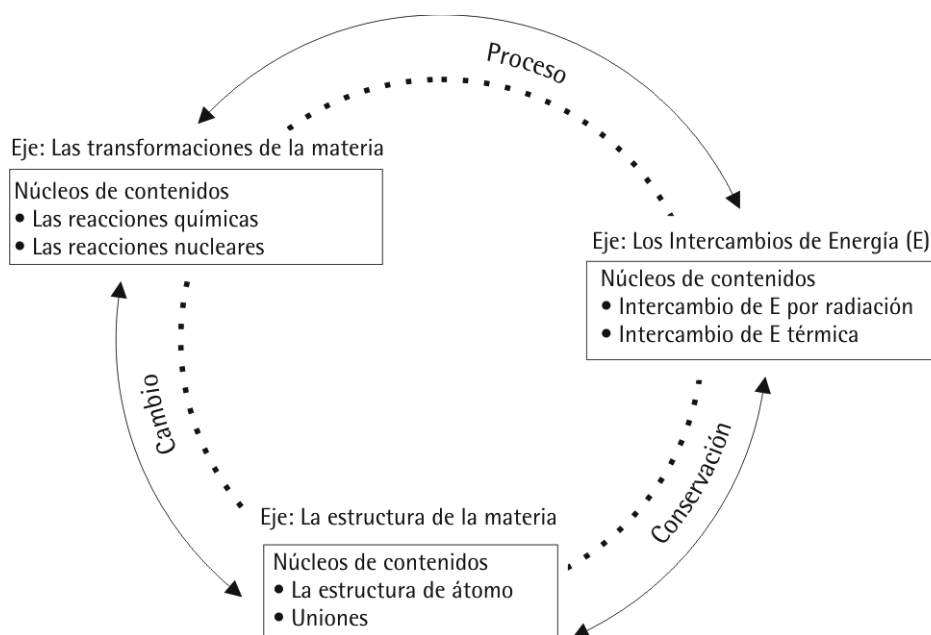 Proceso
Eje: Las transformaciones de la materia
Núcleos de contenidos
• Las reacciones químicas
• Las reacciones nucleares
Eje: Los Intercambios de Energía (E)
Núcleos de contenidos
• Intercambio de E por radiación
• Intercambio de E térmica
Cambio
Conservación
Eje: La estructura de la materia
Núcleos de contenidos
• La estructura de átomo
• Uniones